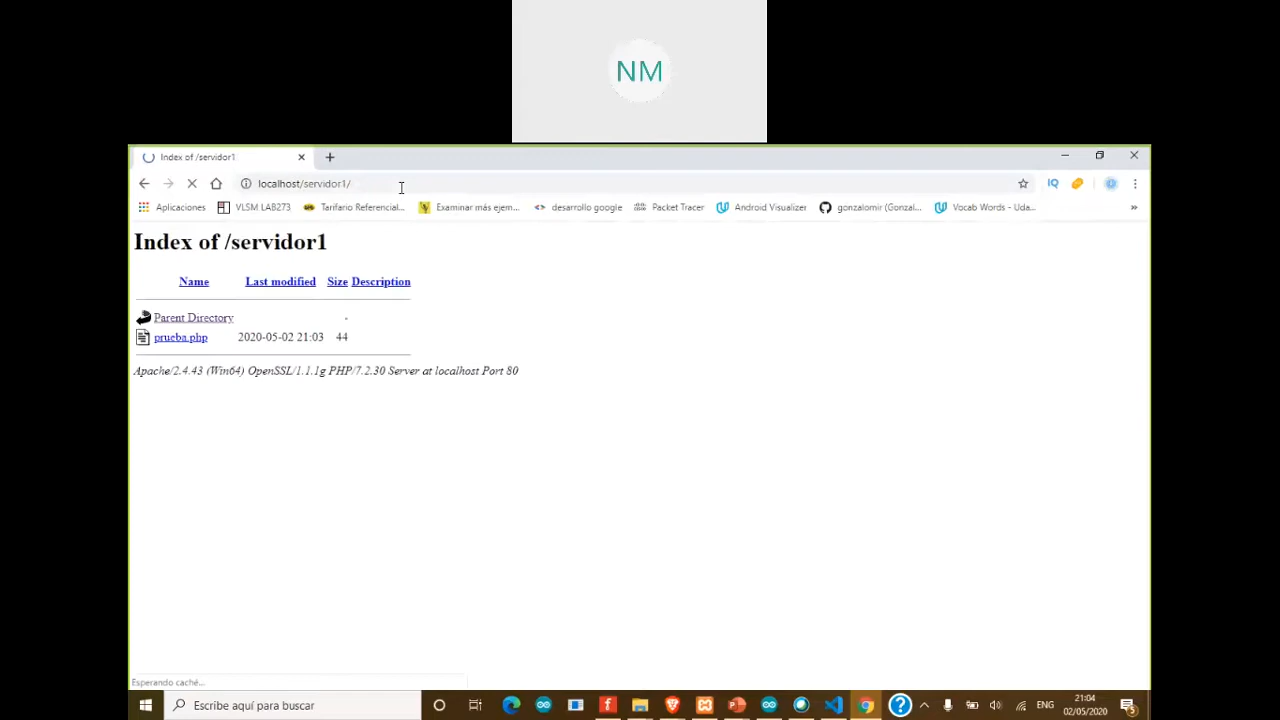 NM
Index of /servidor1
localhost/servidor1/
IQ
Aplicaciones VLSM LAB273 Tarifario Referencial... Examinar más ejem... desarrollo google Packet Tracer Android Visualizer gonzalomir (Gonzal... Vocab Words - Uda... »
Index of /servidor1
Name Last modified Size Description
Parent Directory -
prueba.php 2020-05-02 21:03 44
Apache/2.4.43 (Win64) OpenSSL/1.1.1g PHP/7.2.30 Server at localhost Port 80
Esperando caché...
Escribe aquí para buscar ENG 21:04
02/05/2020 5